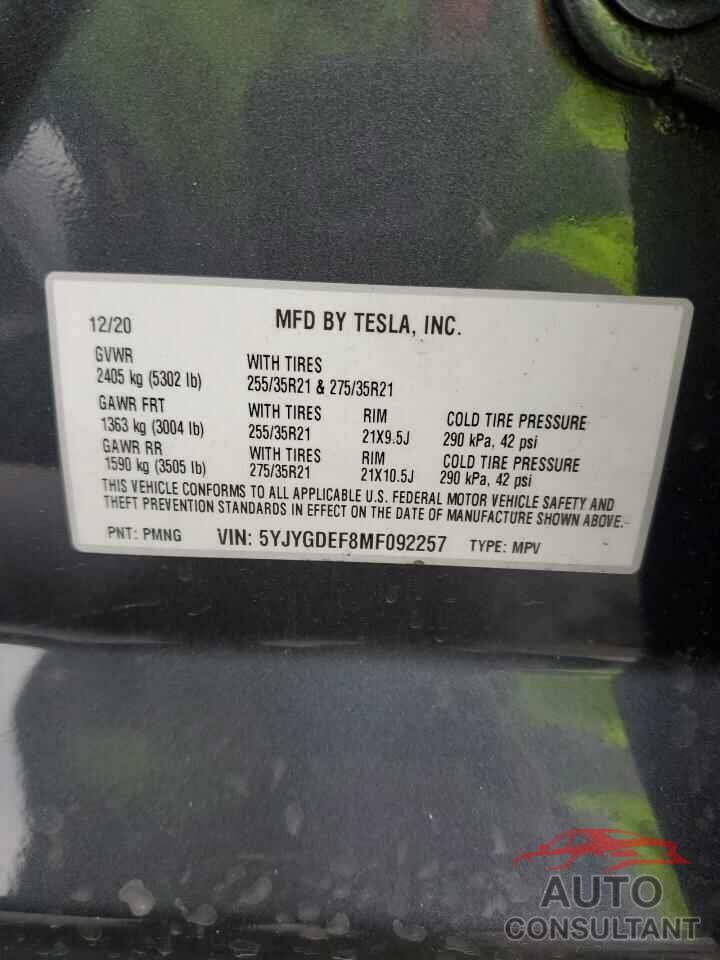 12/20 MFD BY TESLA, INC.
GVWR WITH TIRES
2405 kg (5302 lb) 255/35R21 & 275/35R21
GAWR FRT WITH TIRES RIM COLD TIRE PRESSURE
1363 kg (3004 lb) 255/35R21 21X9.5J 290 kPa, 42 psi
GAWR RR WITH TIRES RIM COLD TIRE PRESSURE
1590 kg (3505 lb) 275/35R21 21X10.5J 290 kPa, 42 psi
THIS VEHICLE CONFORMS TO ALL APPLICABLE U.S. FEDERAL MOTOR VEHICLE SAFETY AND
THEFT PREVENTION STANDARDS IN EFFECT ON THE DATE OF MANUFACTURE SHOWN ABOVE.
PNT: PMNG VIN: 5YJYGDEF8MF092257 TYPE: MPV
AUTO
CONSULTANT